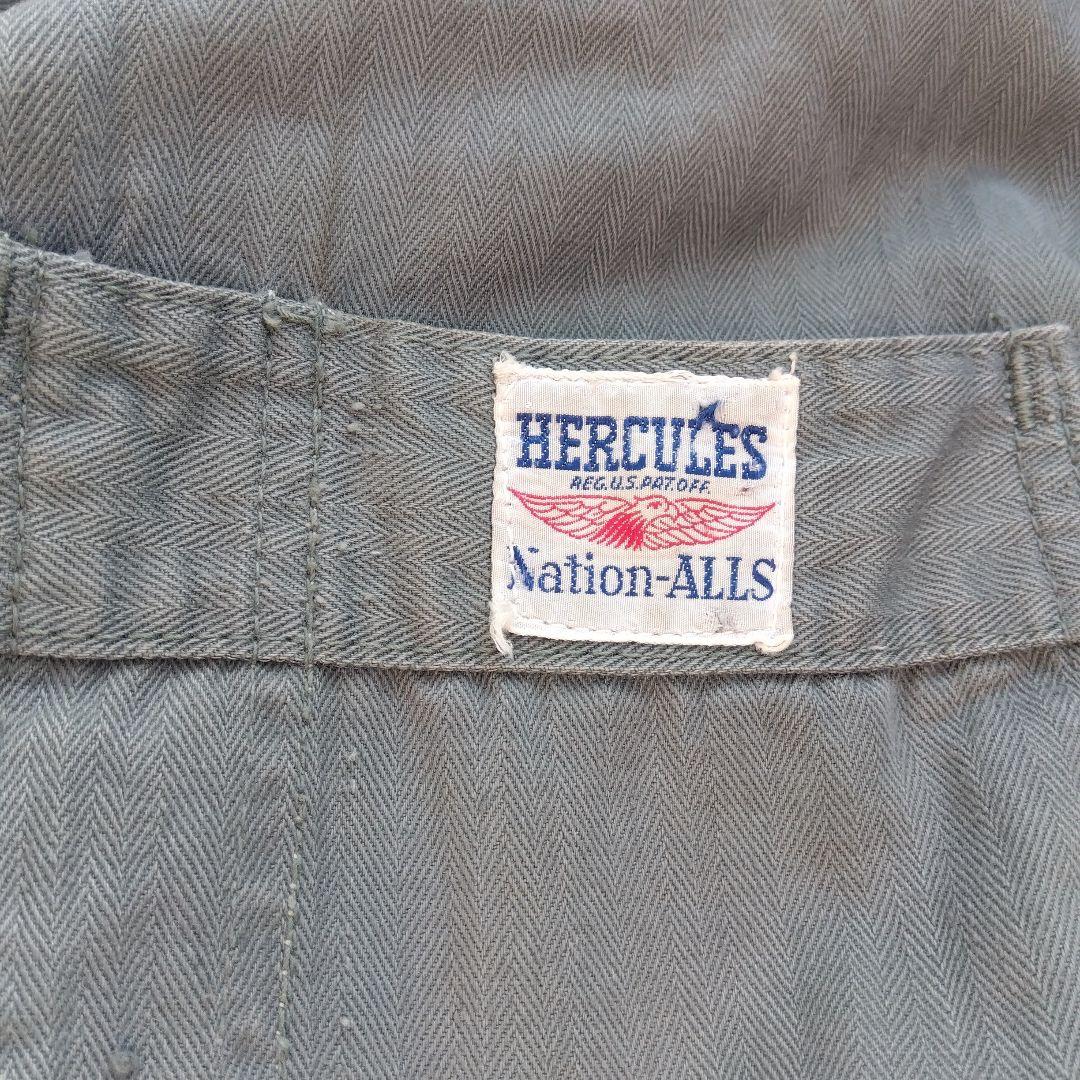 HERCULES
REG. U.S. PAT. OFF.
Nation-ALLS